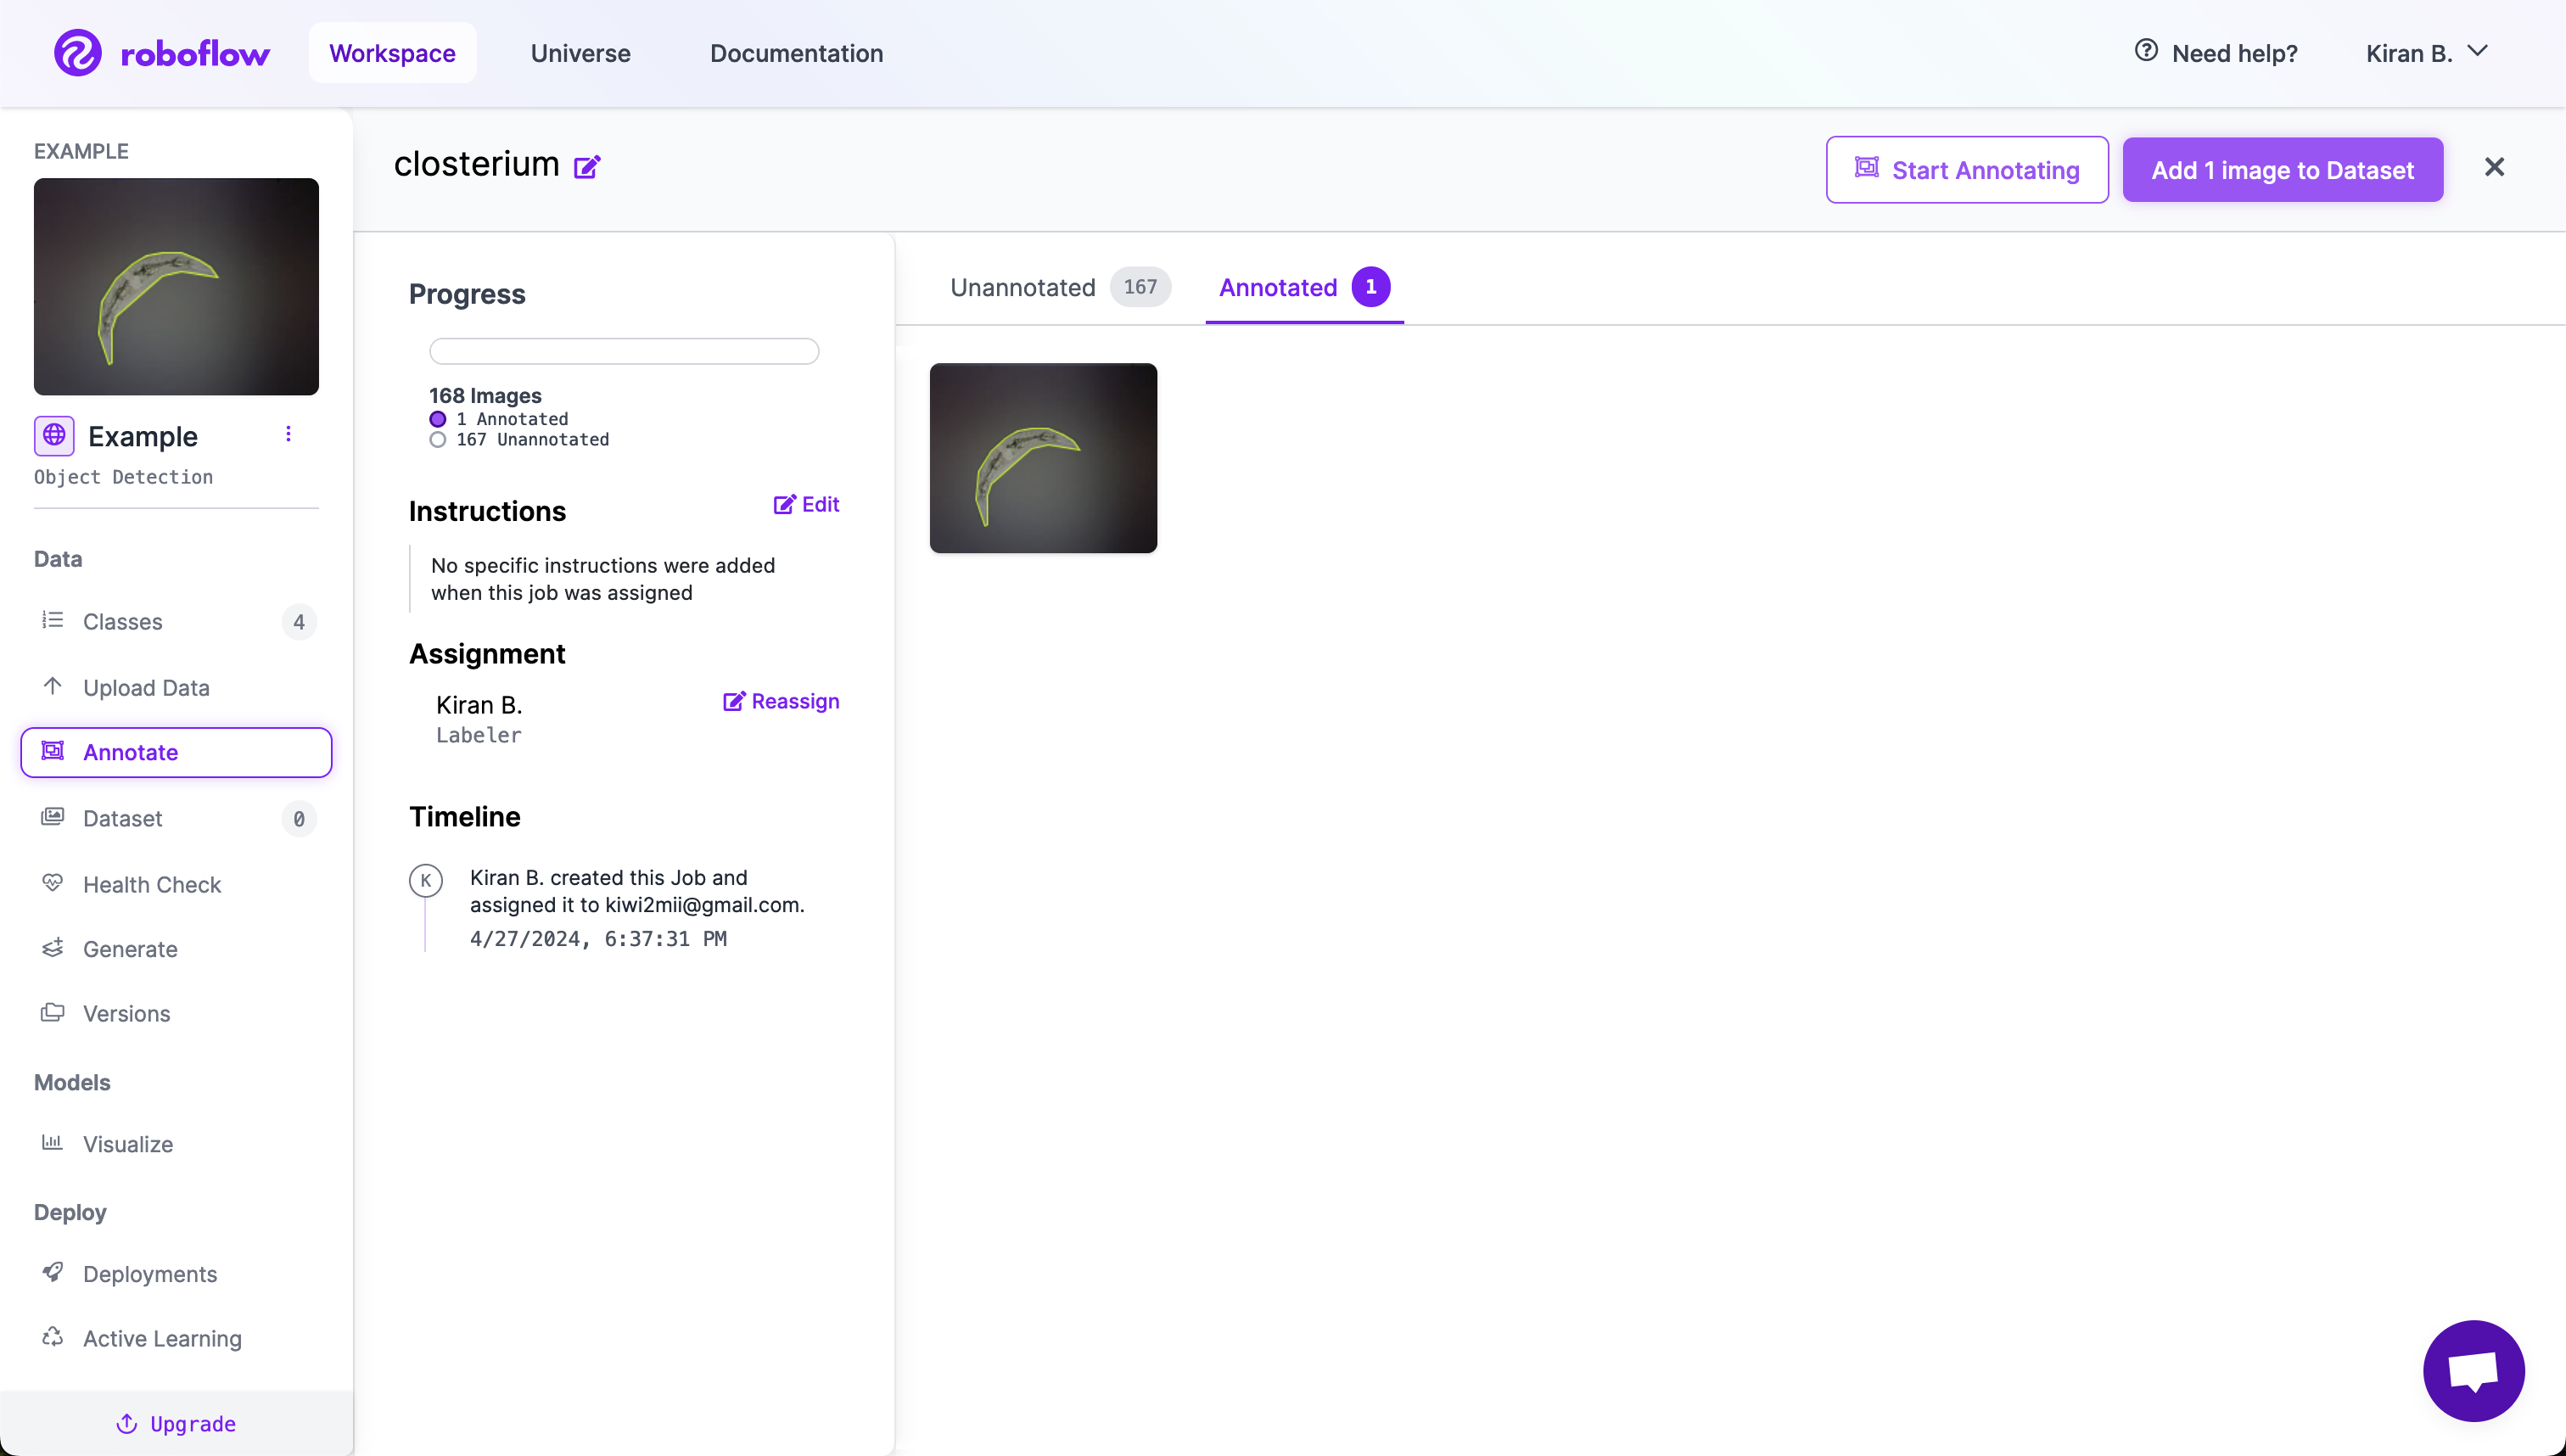 roboflow
Workspace
Universe
Documentation
Need help?
Kiran B.
EXAMPLE
Example
Object Detection
Data
Classes 4
Upload Data
Annotate
Dataset 0
Health Check
Generate
Versions
Models
Visualize
Deploy
Deployments
Active Learning
Upgrade
closterium
Start Annotating
Add 1 image to Dataset
Progress
168 Images
1 Annotated
167 Unannotated
Instructions
Edit
No specific instructions were added
when this job was assigned
Assignment
Kiran B.
Reassign
Labeler
Timeline
K
Kiran B. created this Job and
assigned it to kiwi2mii@gmail.com.
4/27/2024, 6:37:31 PM
Unannotated 167
Annotated 1